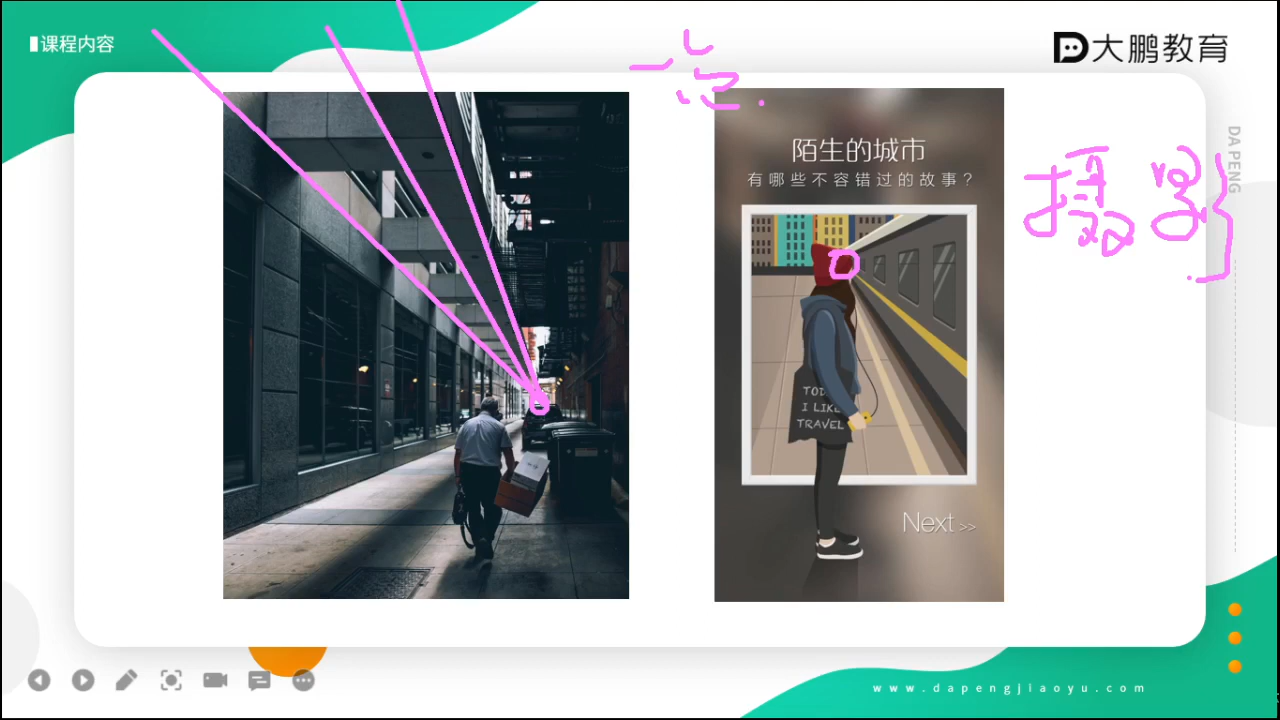 课程内容
大鹏教育
一点.
DA PENG
陌生的城市
有哪些不容错过的故事？
摄影
I LIKE
TRAVEL
Next >>
www.dapengjiaoyu.com